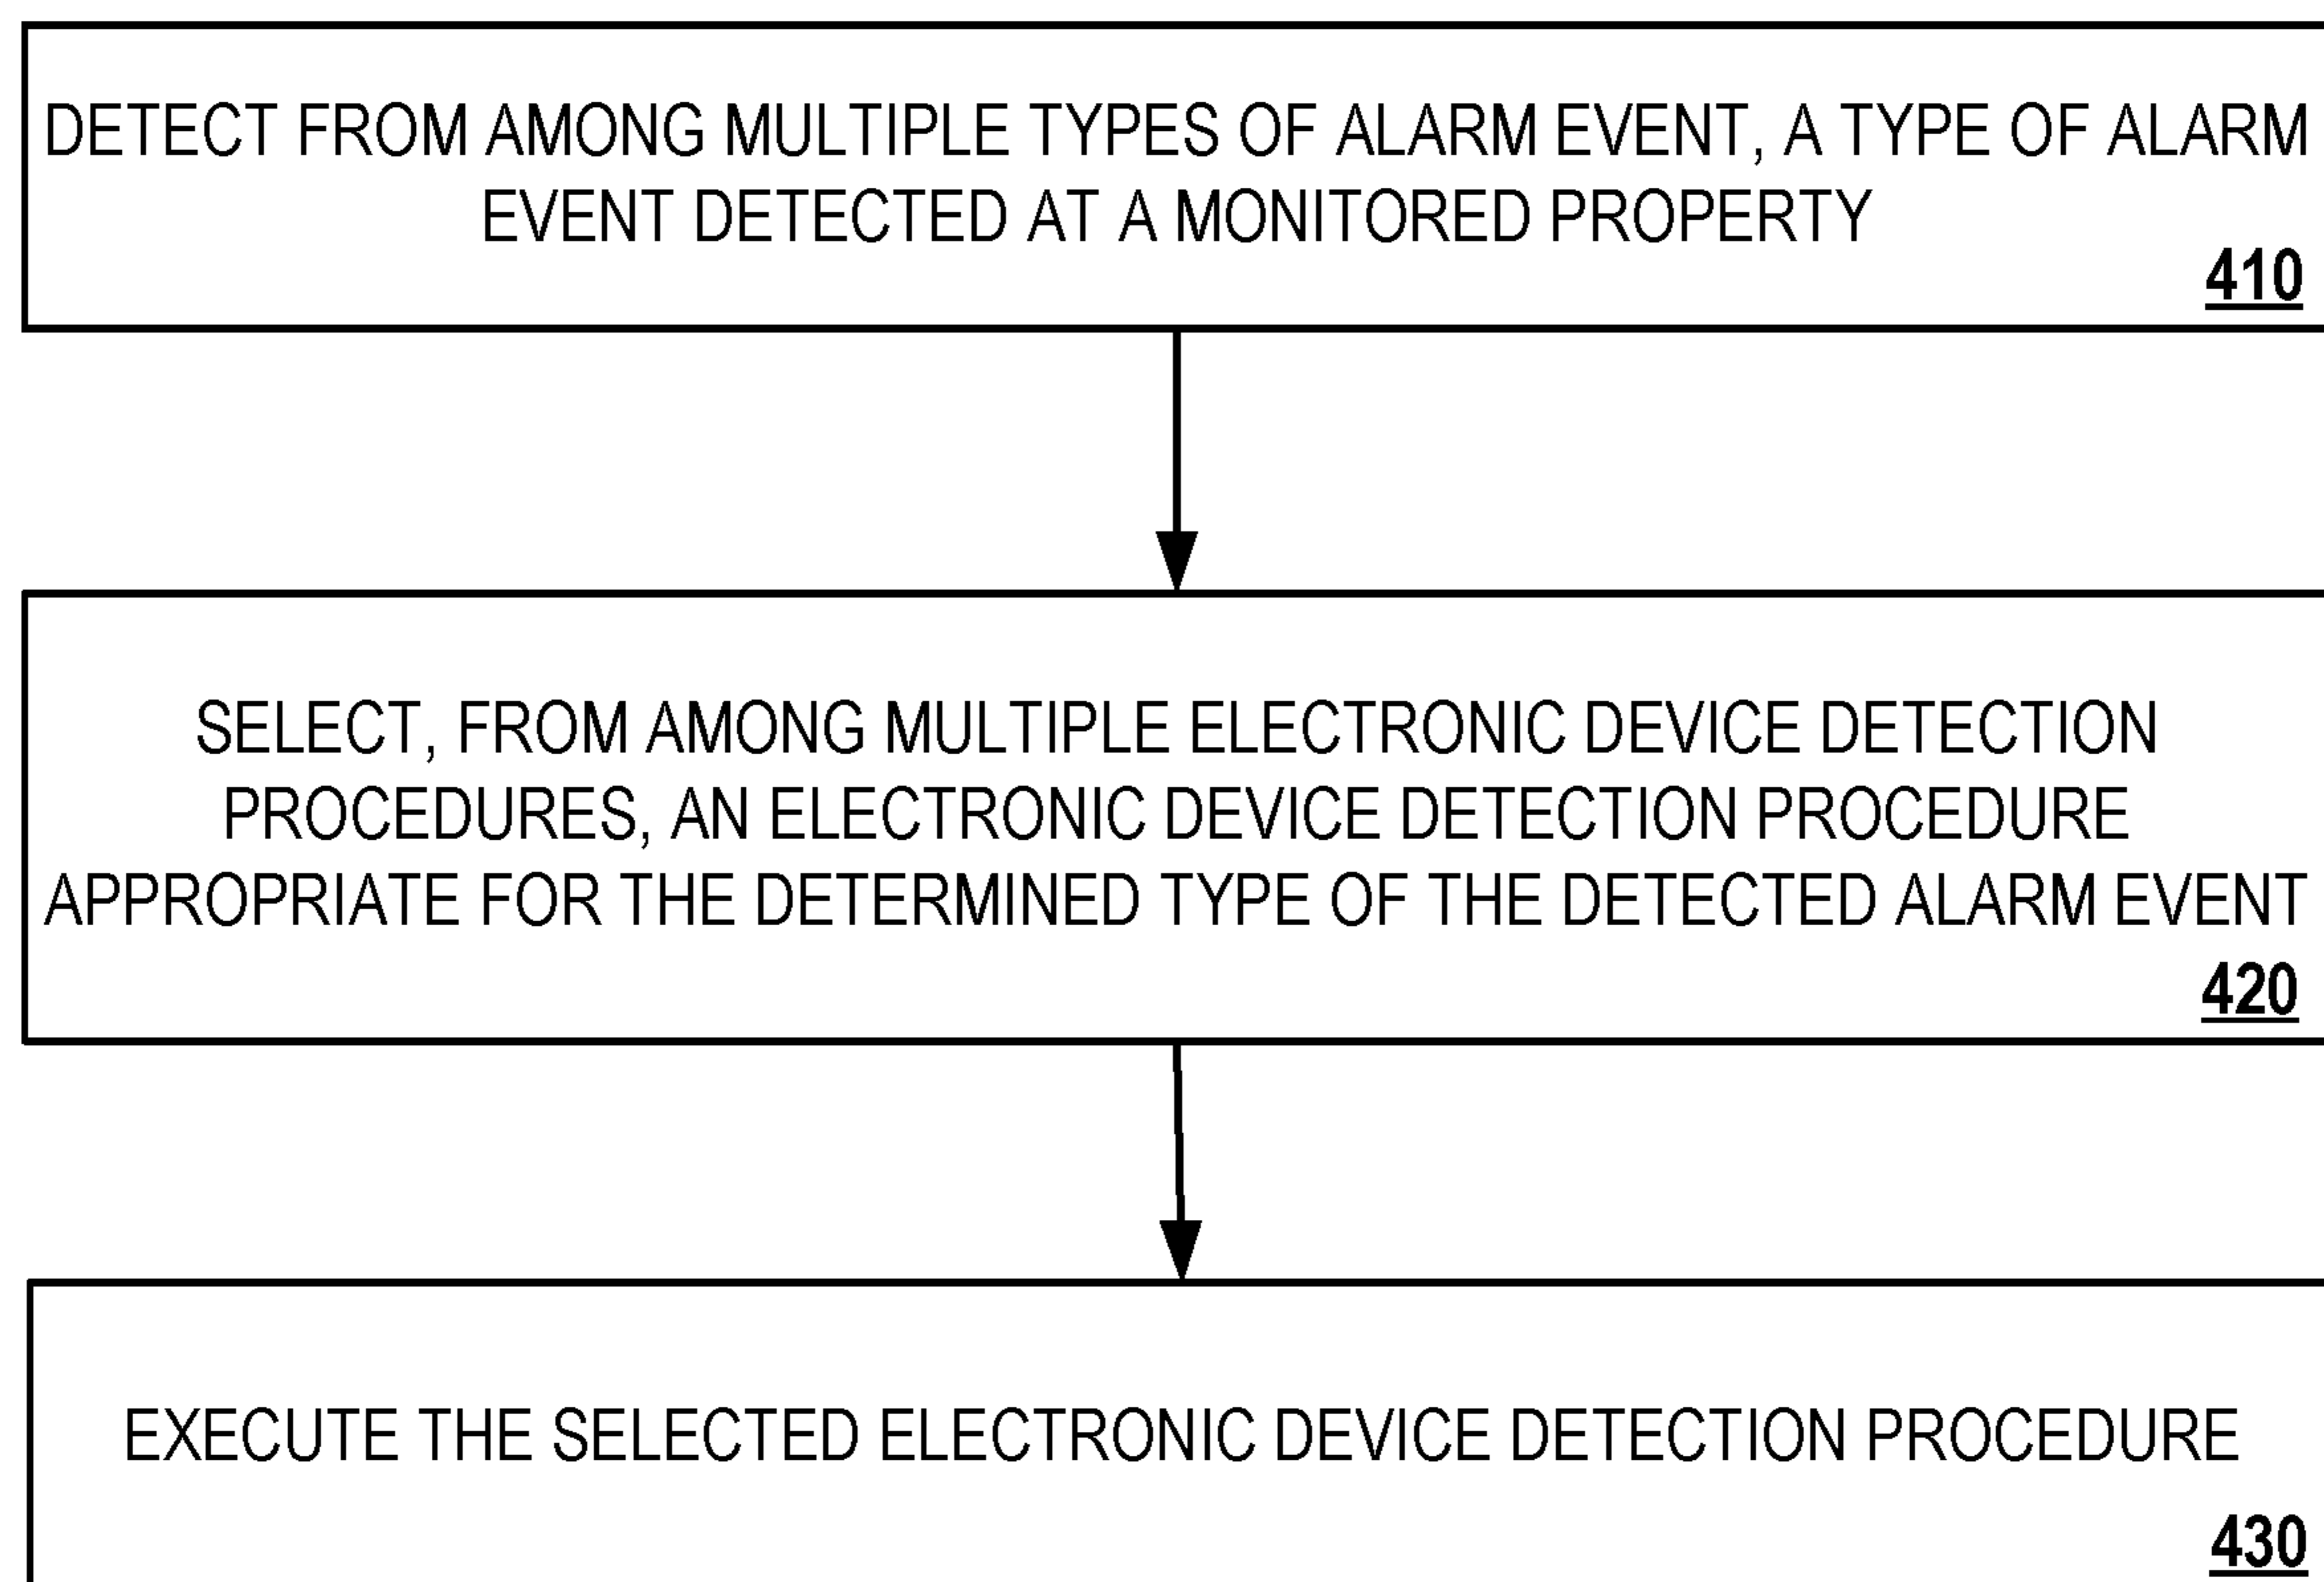 DETECT FROM AMONG MULTIPLE TYPES OF ALARM EVENT, A TYPE OF ALARM
EVENT DETECTED AT A MONITORED PROPERTY
410
SELECT, FROM AMONG MULTIPLE ELECTRONIC DEVICE DETECTION
PROCEDURES, AN ELECTRONIC DEVICE DETECTION PROCEDURE
APPROPRIATE FOR THE DETERMINED TYPE OF THE DETECTED ALARM EVENT
420
EXECUTE THE SELECTED ELECTRONIC DEVICE DETECTION PROCEDURE
430